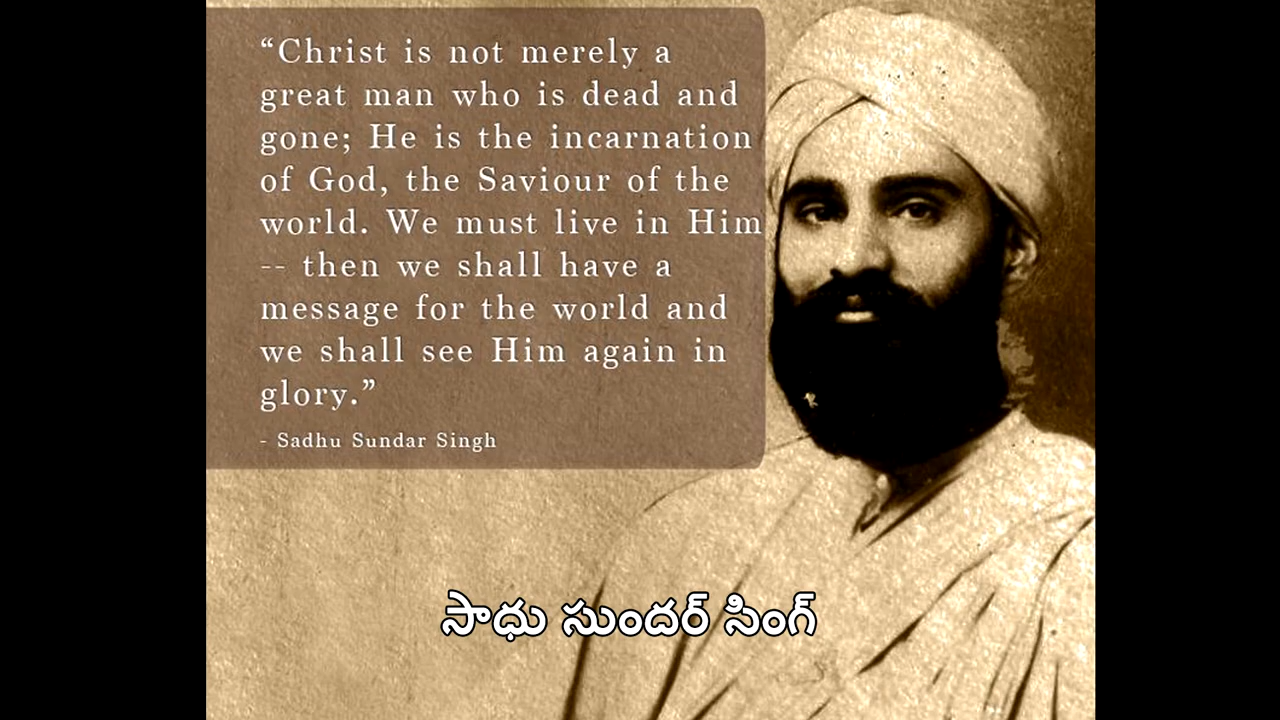 “Christ is not merely a
great man who is dead and
gone; He is the incarnation
of God, the Saviour of the
world. We must live in Him
-- then we shall have a
message for the world and
we shall see Him again in
glory.”
- Sadhu Sundar Singh
సాధు సుందర్ సింగ్